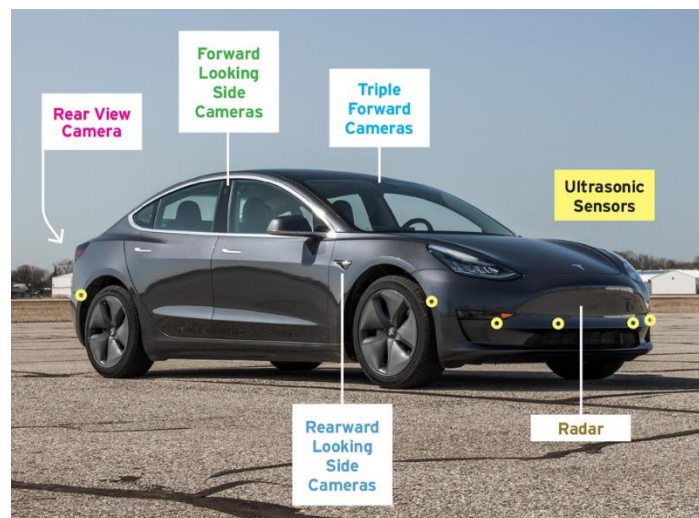 Forward
Looking
Side
Cameras
Triple
Forward
Cameras
Rear View
Camera
Ultrasonic
Sensors
Rearward
Looking
Side
Cameras
Radar